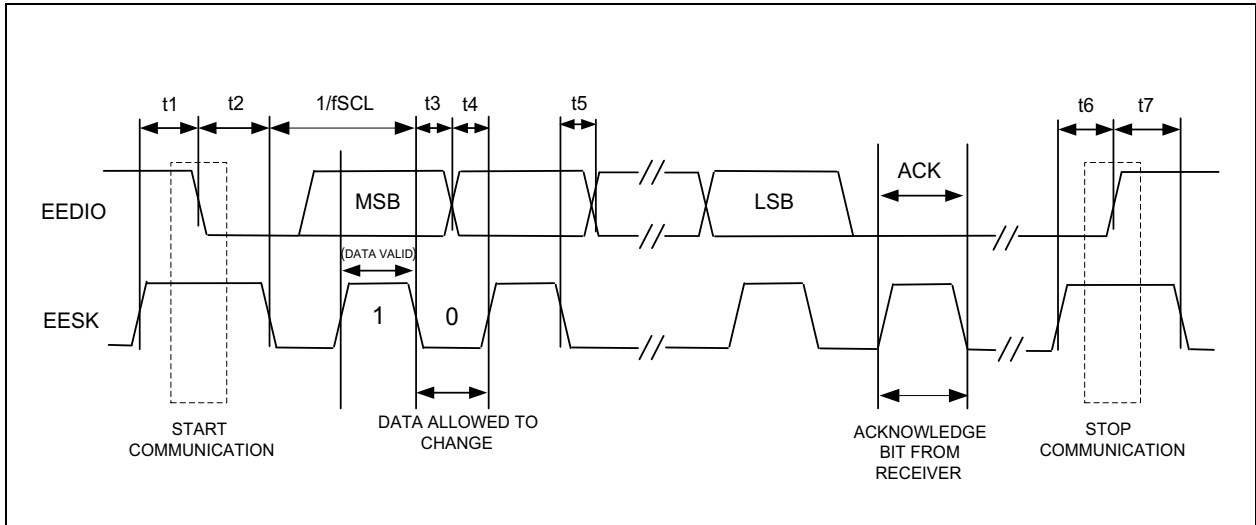 t1
t2
1/fSCL
t3
t4
t5
t6
t7
EEDIO
MSB
//
LSB
ACK
//
//
(DATA VALID)
EESK
1
0
//
//
START
COMMUNICATION
DATA ALLOWED TO
CHANGE
ACKNOWLEDGE
BIT FROM
RECEIVER
STOP
COMMUNICATION